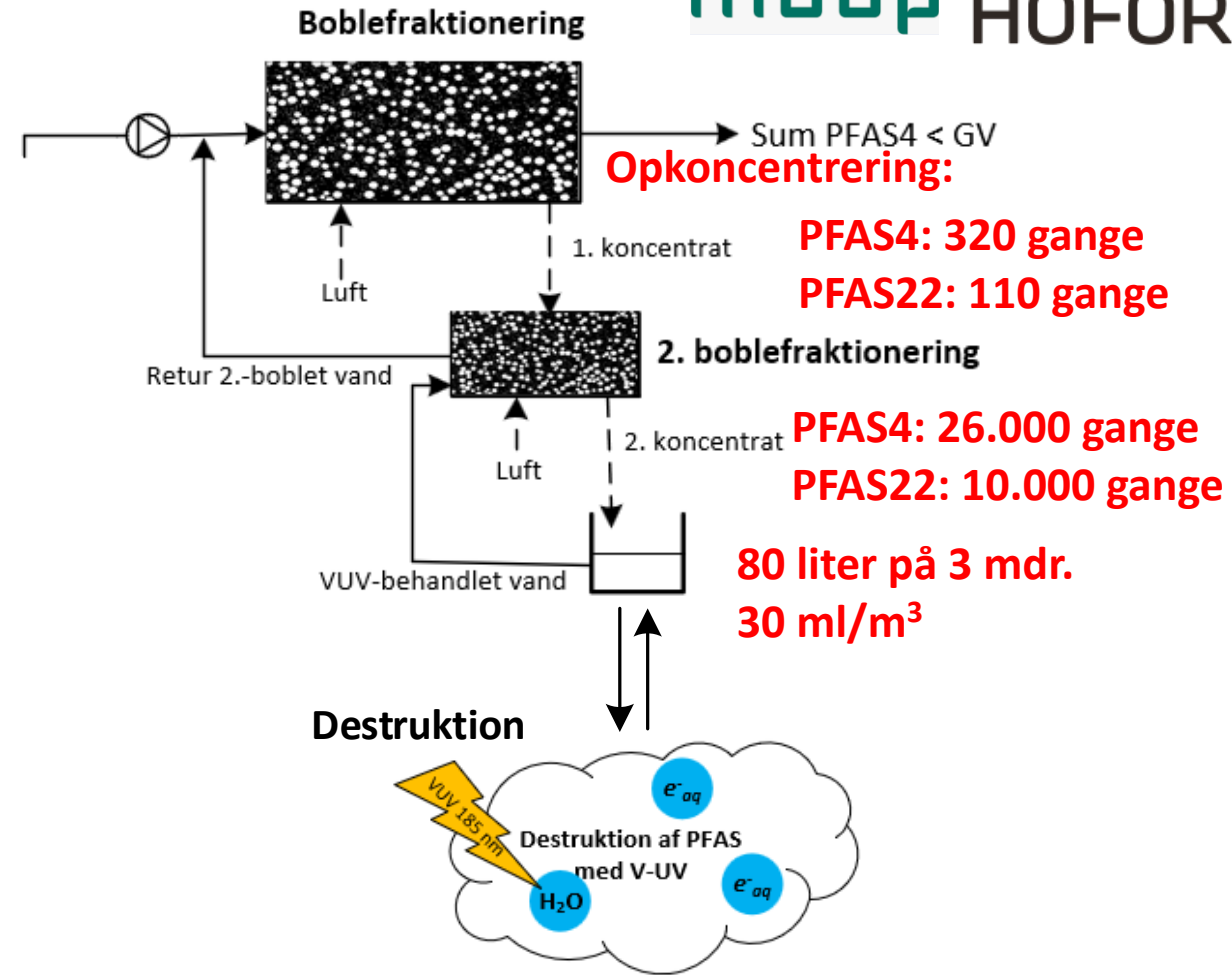 Boblefraktionering
HOFOR
Sum PFAS4 < GV
Opkoncentrering:
1. koncentrat
PFAS4: 320 gange
PFAS22: 110 gange
Luft
2. boblefraktionering
Retur 2.-boblet vand
PFAS4: 26.000 gange
2. koncentrat
Luft
PFAS22: 10.000 gange
80 liter på 3 mdr.
VUV-behandlet vand
30 ml/m³
Destruktion
VUV 185 nm
e⁻aq
Destruktion af PFAS
med V-UV
e⁻aq
H₂O